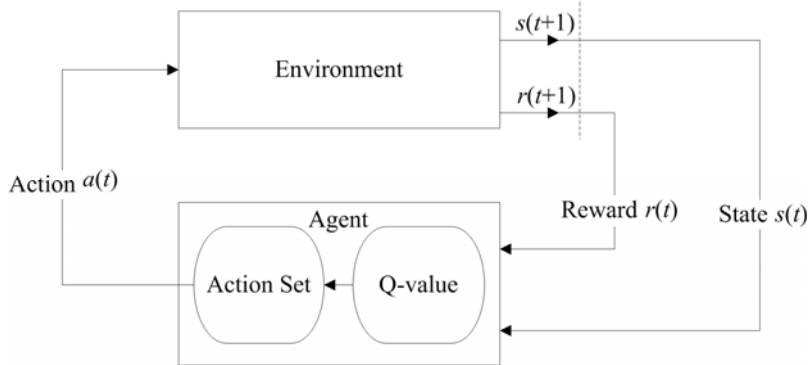 s(t+1)
Environment
r(t+1)
Action a(t)
Reward r(t)
State s(t)
Agent
Action Set
Q-value